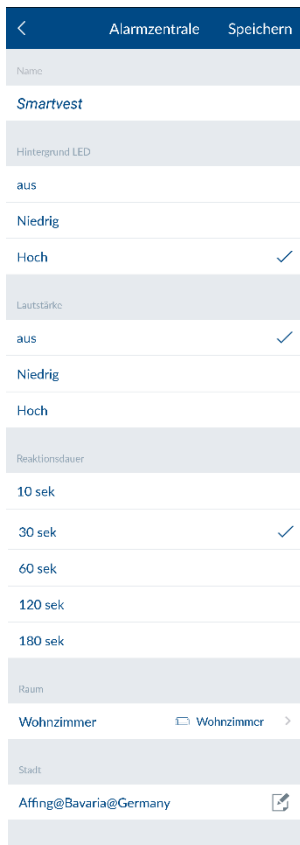 Alarmzentrale Speichern
Name
Smartvest
Hintergrund LED
aus
Niedrig
Hoch
Lautstärke
aus
Niedrig
Hoch
Reaktionsdauer
10 sek
30 sek
60 sek
120 sek
180 sek
Raum
Wohnzimmer Wohnzimmer
Stadt
Affing@Bavaria@Germany